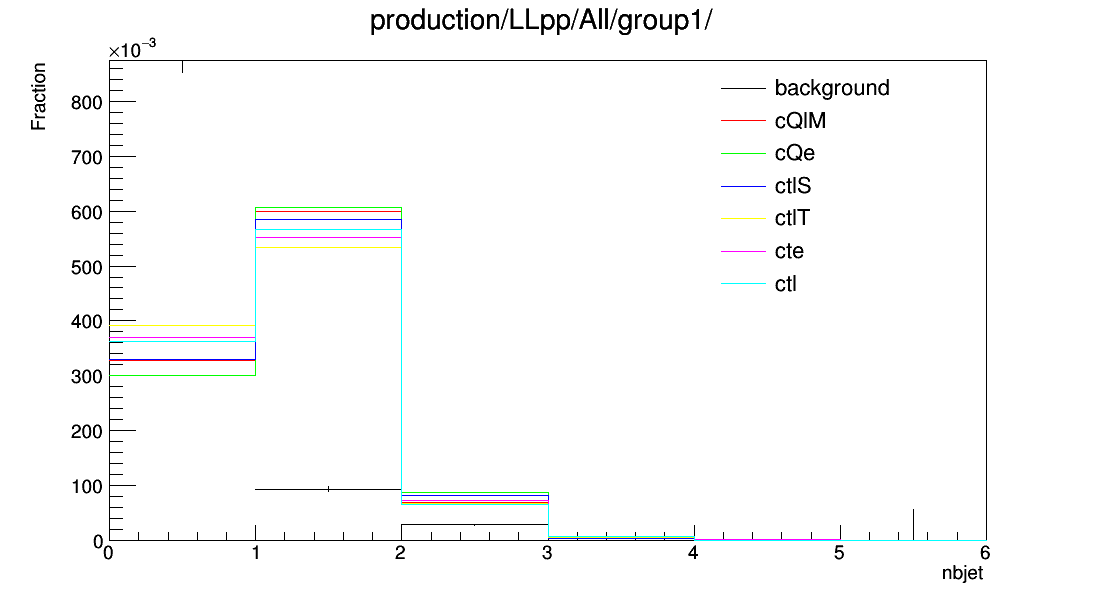 production/LLpp/All/group1/
×10⁻³
Fraction
800
700
600
500
400
300
200
100
0
background
cQlM
cQe
ctlS
ctlT
cte
ctl
0 1 2 3 4 5 6
nbjet